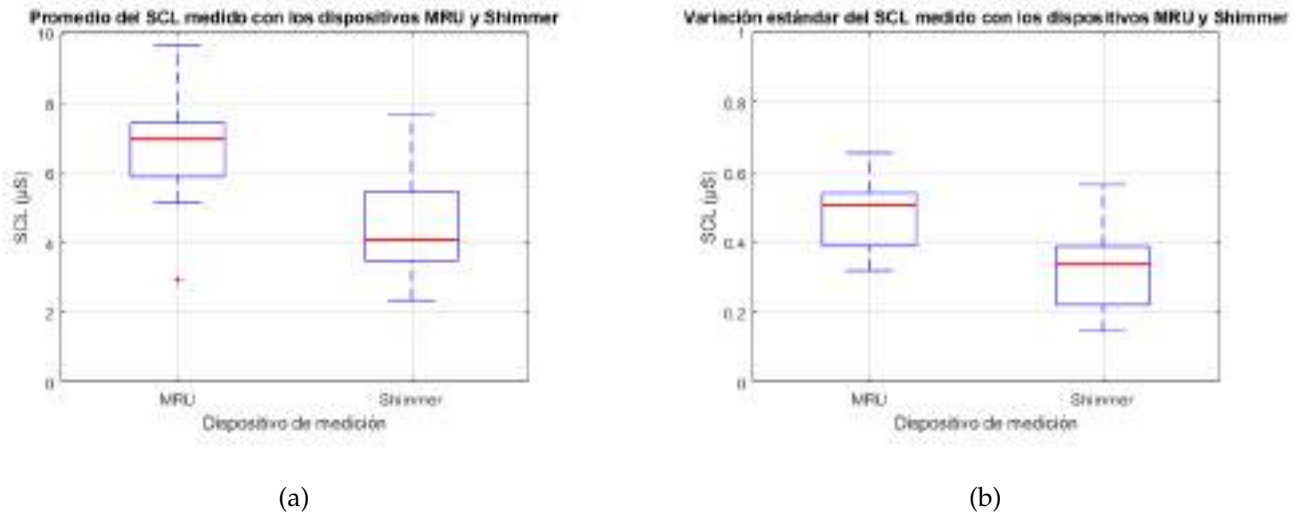 Promedio del SCL medido con los dispositivos MRU y Shimmer
10
8
6
4
2
0
SCL (µS)
MRU
Shimmer
Dispositivo de medición
(a)
Variación estándar del SCL medido con los dispositivos MRU y Shimmer
1
0.8
0.6
0.4
0.2
0
SCL (µS)
MRU
Shimmer
Dispositivo de medición
(b)